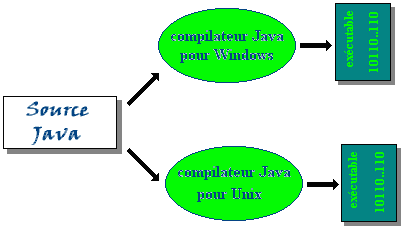 Source
Java
compilateur Java
pour Windows
exécutable
10110..110
compilateur Java
pour Unix
exécutable
10110..110